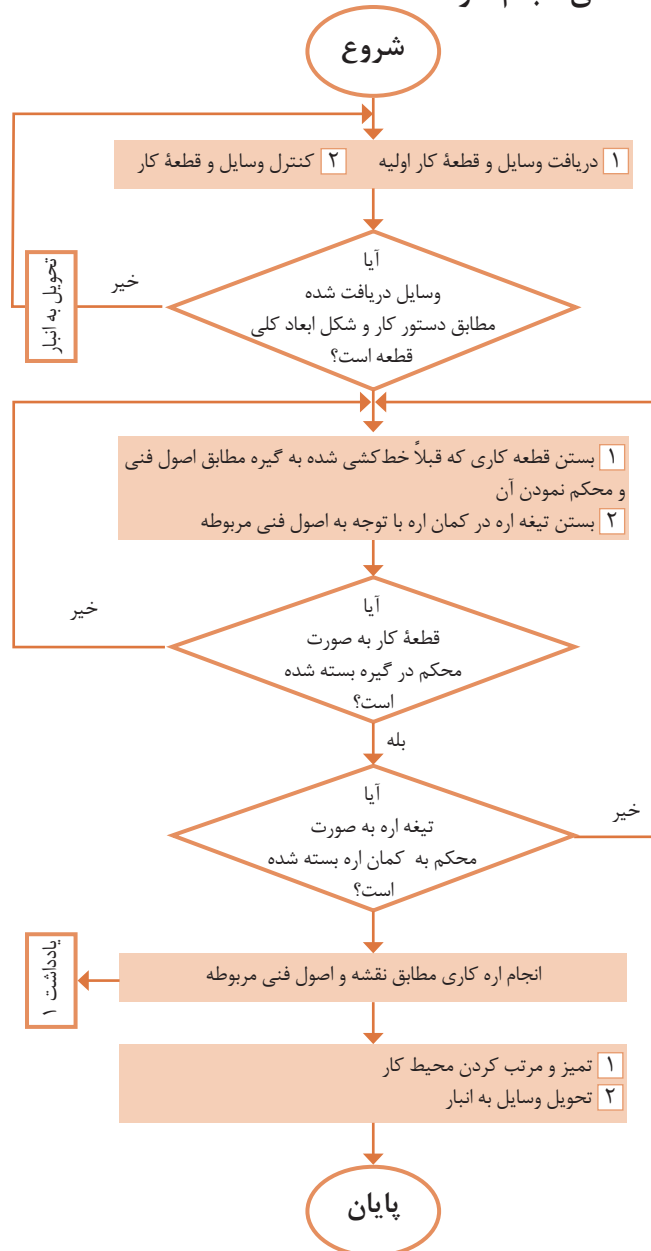 شروع
۱ دریافت وسایل و قطعهٔ کار اولیه ۲ کنترل وسایل و قطعهٔ کار
آیا
وسایل دریافت شده
مطابق دستور کار و شکل ابعاد کلی
قطعه است؟
خیر
تحویل به انبار
۱ بستن قطعه کاری که قبلاً خط‌کشی شده به گیره مطابق اصول فنی
و محکم نمودن آن
۲ بستن تیغه اره در کمان اره با توجه به اصول فنی مربوطه
آیا
قطعهٔ کار به صورت
محکم در گیره بسته شده
است؟
خیر
بله
آیا
تیغه اره به صورت
محکم به کمان اره بسته شده
است؟
خیر
انجام اره کاری مطابق نقشه و اصول فنی مربوطه
یادداشت ۱
۱ تمیز و مرتب کردن محیط کار
۲ تحویل وسایل به انبار
پایان